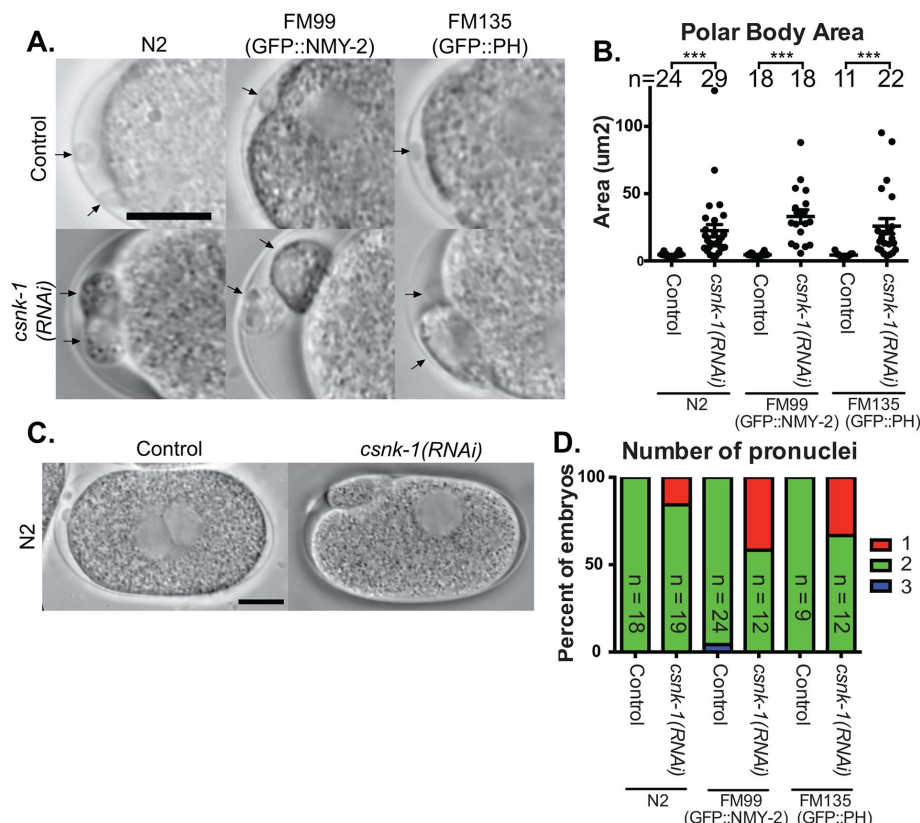 A.
N2
FM99
(GFP::NMY-2)
FM135
(GFP::PH)
Control
csnk-1
(RNAi)
B.
Polar Body Area
***
***
***
n=24
29
18
18
11
22
Area (um2)
100
50
0
Control
csnk-1(RNAi)
Control
csnk-1(RNAi)
Control
csnk-1(RNAi)
N2
FM99
(GFP::NMY-2)
FM135
(GFP::PH)
C.
Control
csnk-1(RNAi)
N2
D.
Number of pronuclei
Percent of embryos
100
50
0
n = 18
n = 19
n = 24
n = 12
n = 9
n = 12
1
2
3
Control
csnk-1(RNAi)
Control
csnk-1(RNAi)
Control
csnk-1(RNAi)
N2
FM99
(GFP::NMY-2)
FM135
(GFP::PH)